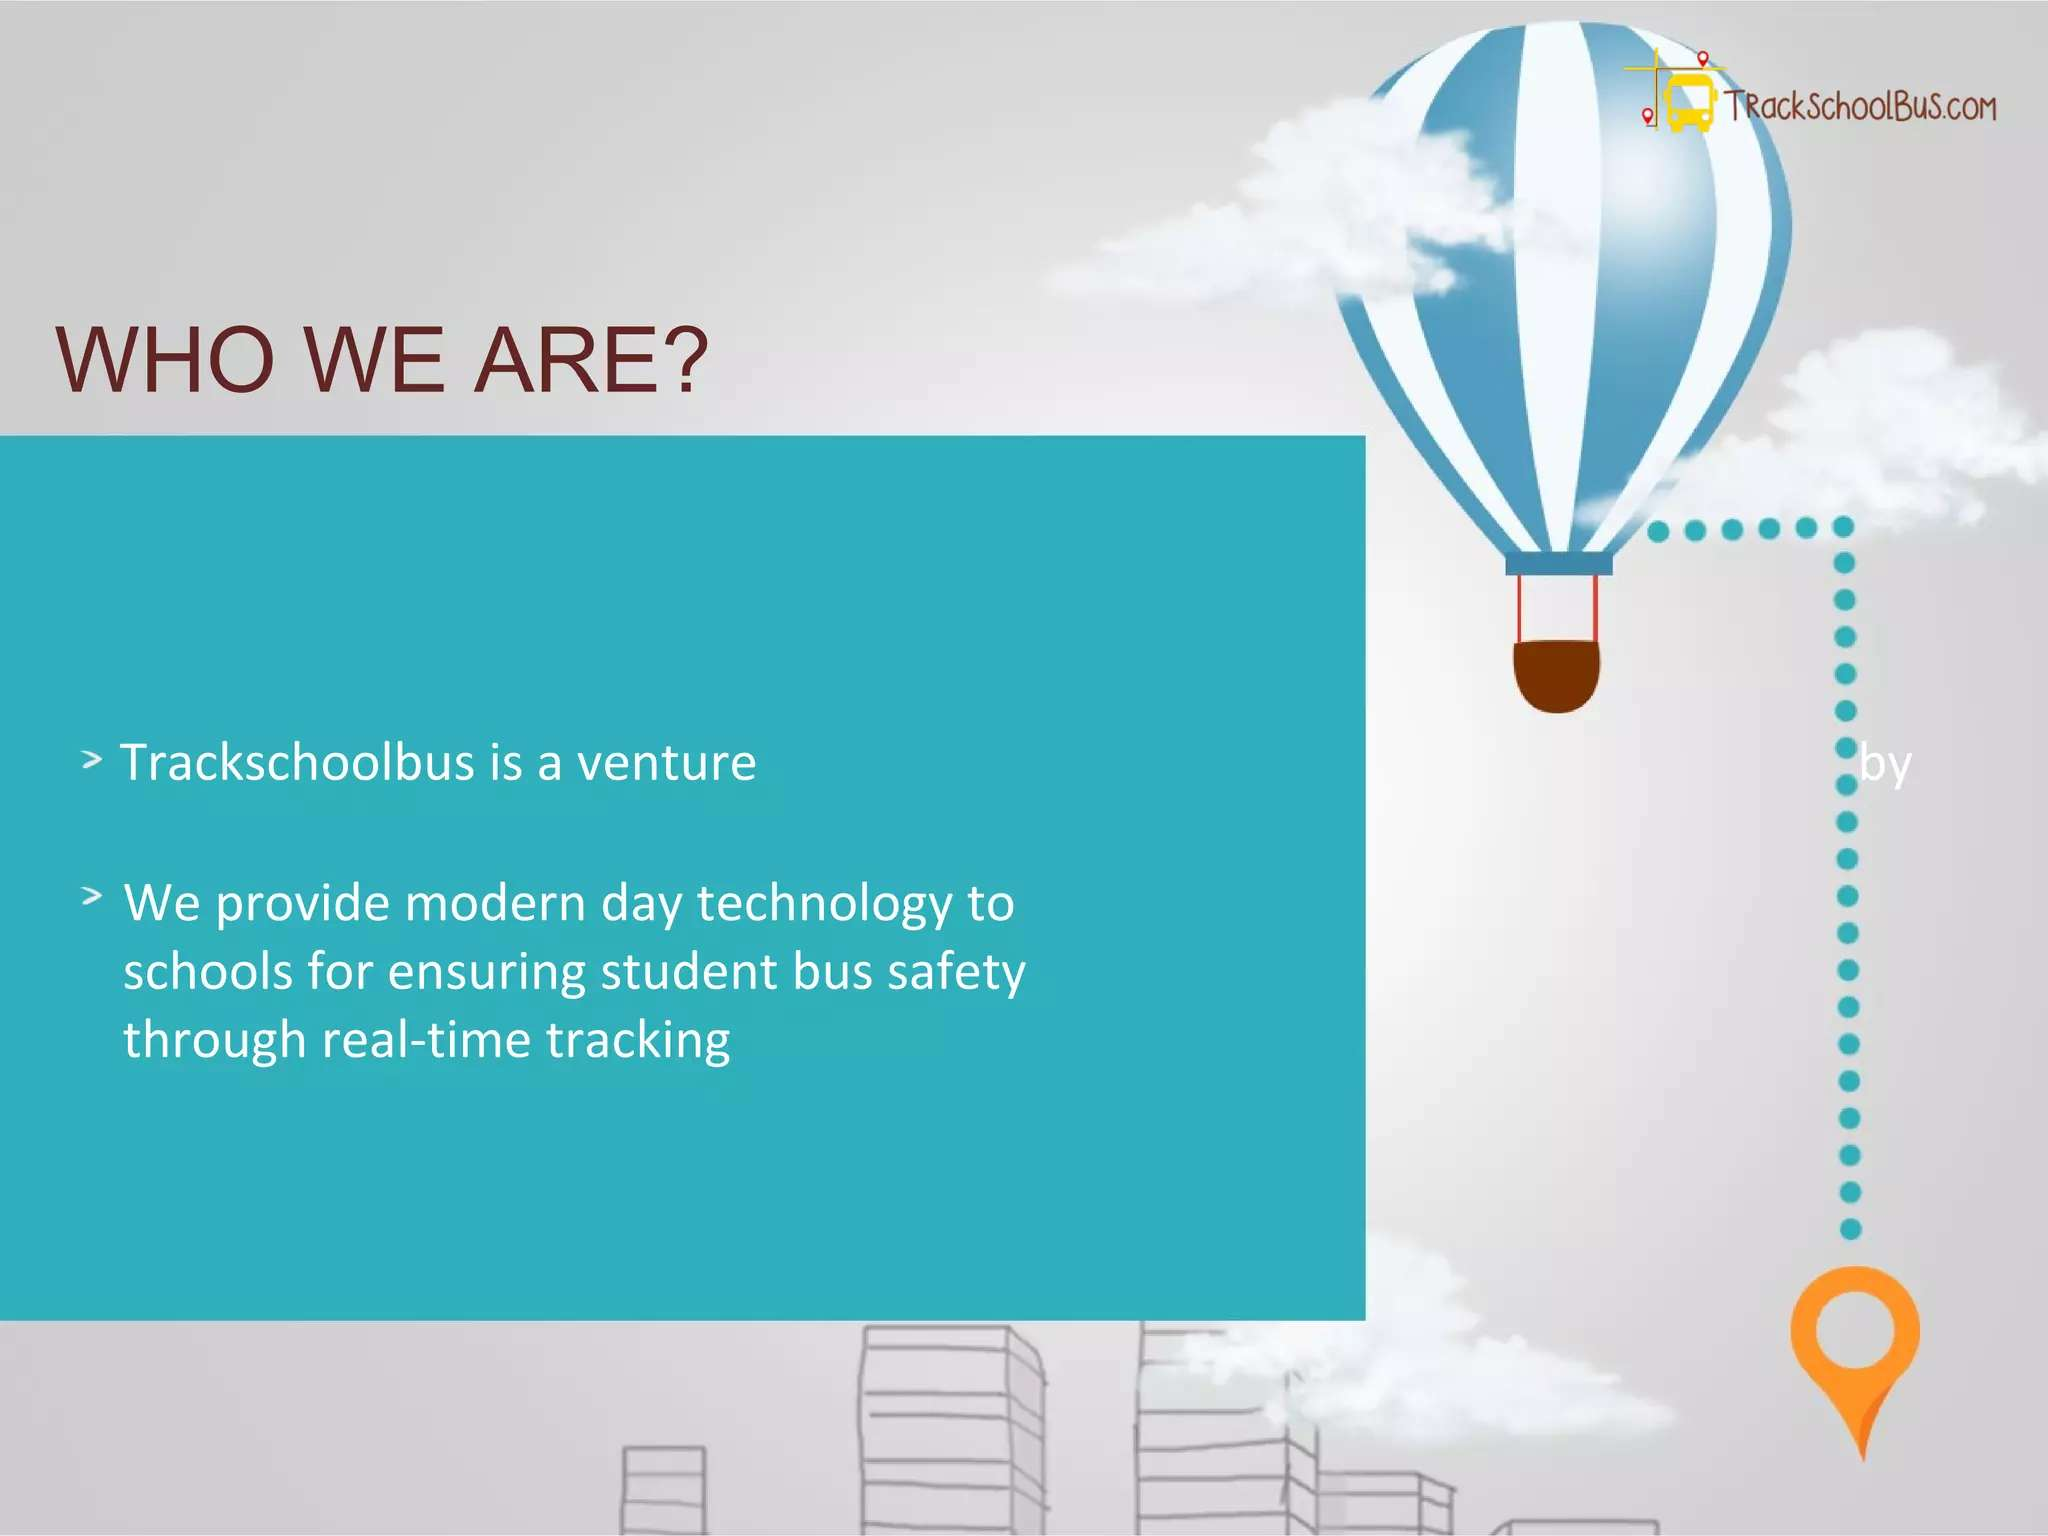 TrackSchoolBus.com
WHO WE ARE?
> Trackschoolbus is a venture by
> We provide modern day technology to
schools for ensuring student bus safety
through real-time tracking